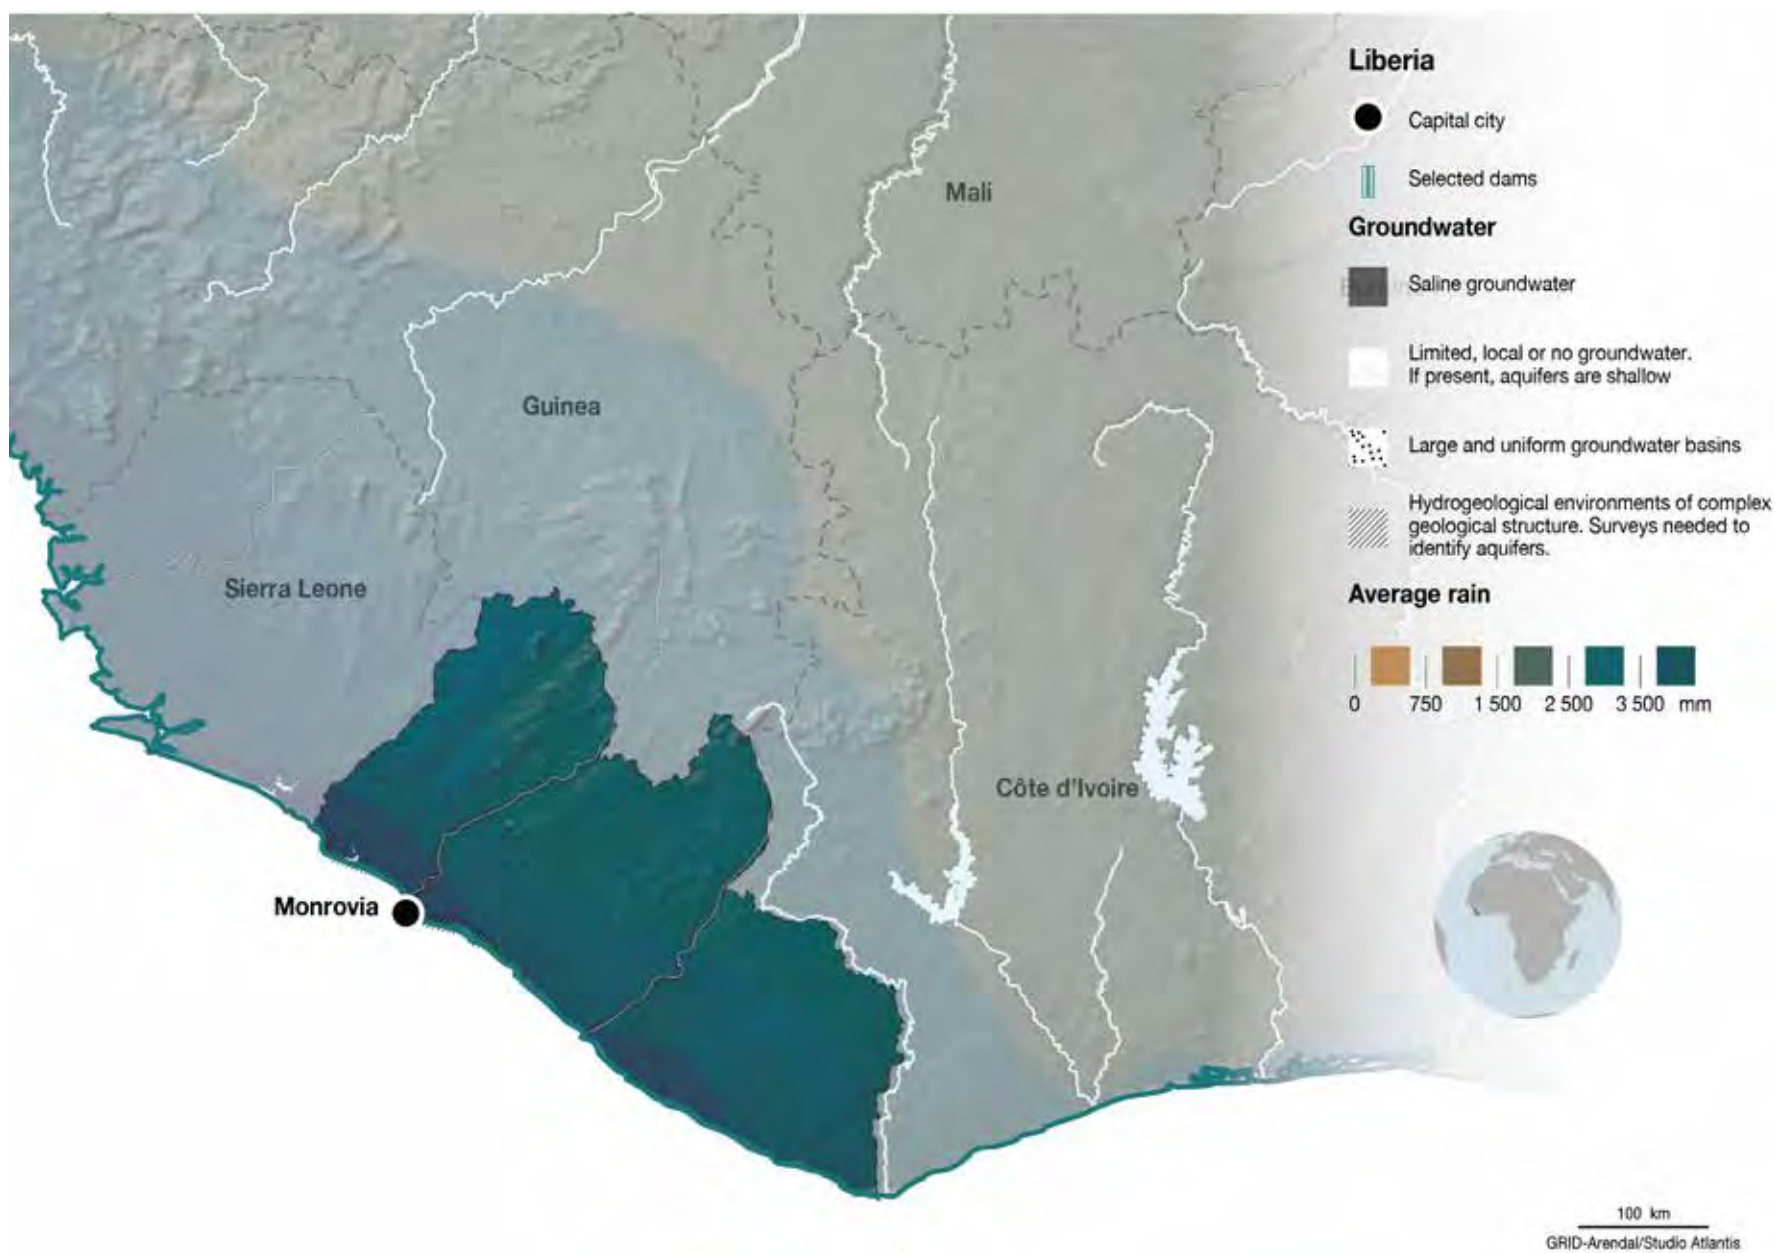 Liberia
Capital city
Selected dams
Groundwater
Saline groundwater
Limited, local or no groundwater.
If present, aquifers are shallow
Large and uniform groundwater basins
Hydrogeological environments of complex
geological structure. Surveys needed to
identify aquifers.
Average rain
0 750 1 500 2 500 3 500 mm
Mali
Guinea
Sierra Leone
Côte d'Ivoire
Monrovia
100 km
GRID-Arendal/Studio Atlantis